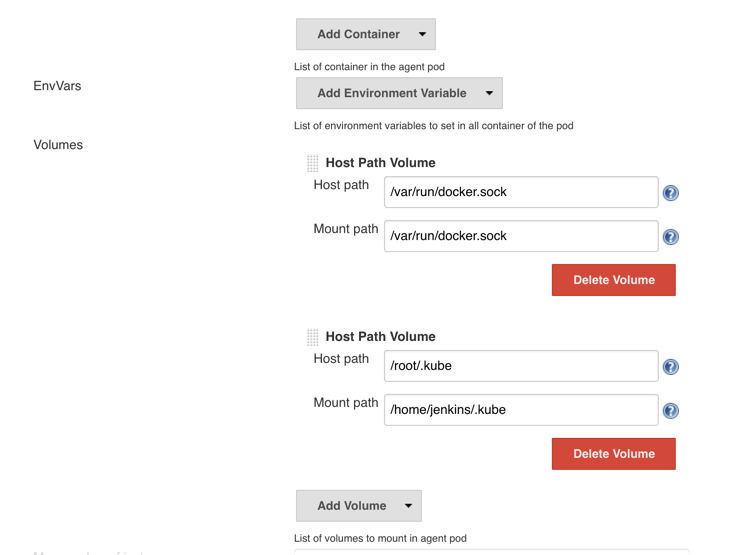 Add Container
List of container in the agent pod
EnvVars
Add Environment Variable
List of environment variables to set in all container of the pod
Volumes
Host Path Volume
Host path
/var/run/docker.sock
Mount path
/var/run/docker.sock
Delete Volume
Host Path Volume
Host path
/root/.kube
Mount path
/home/jenkins/.kube
Delete Volume
Add Volume
List of volumes to mount in agent pod